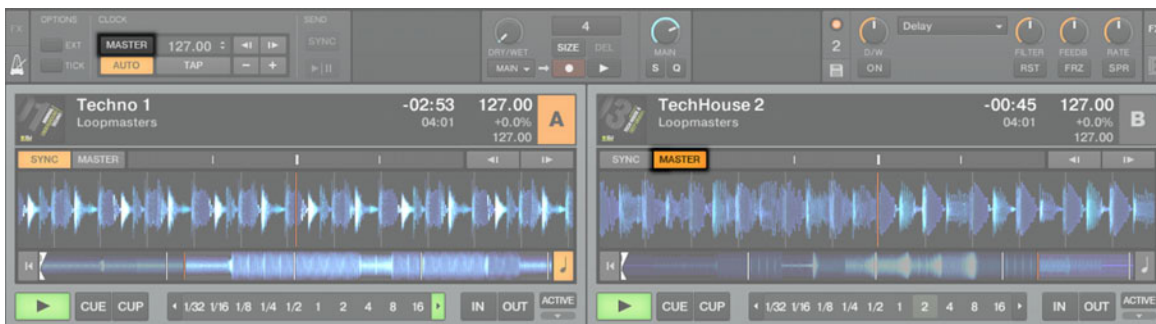 OPTIONS CLOCK SEND
FX EXT MASTER 127.00 SYNC
TICK AUTO TAP - +
DRY/WET 4 MAIN
SIZE DEL
MAIN S Q
2 D/W Delay FILTER FEEDB RATE
ON RST FRZ SPR
Techno 1 -02:53 127.00 A
Loopmasters 04:01 +0.0%
127.00
SYNC MASTER
CUE CUP 1/32 1/16 1/8 1/4 1/2 1 2 4 8 16 IN OUT ACTIVE
TechHouse 2 -00:45 127.00 B
Loopmasters 04:01 +0.0%
127.00
SYNC MASTER
CUE CUP 1/32 1/16 1/8 1/4 1/2 1 2 4 8 16 IN OUT ACTIVE